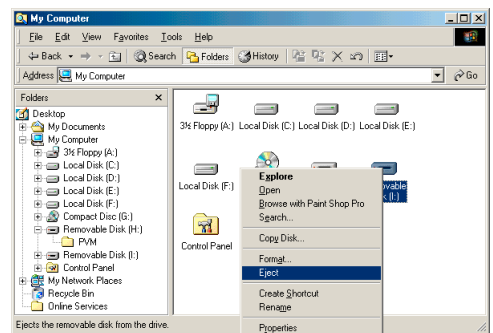 My Computer
File Edit View Favorites Tools Help
Back Search Folders History
Address My Computer Go
Folders
Desktop
My Documents
My Computer
3½ Floppy (A:)
Local Disk (C:)
Local Disk (D:)
Local Disk (E:)
Local Disk (F:)
Compact Disc (G:)
Removable Disk (H:)
PVM
Removable Disk (I:)
Control Panel
My Network Places
Recycle Bin
Online Services
3½ Floppy (A:) Local Disk (C:) Local Disk (D:) Local Disk (E:)
Local Disk (F:)
Control Panel
Explore
Open
Browse with Paint Shop Pro
Search...
Copy Disk...
Format...
Eject
Create Shortcut
Rename
Properties
Ejects the removable disk from the drive.